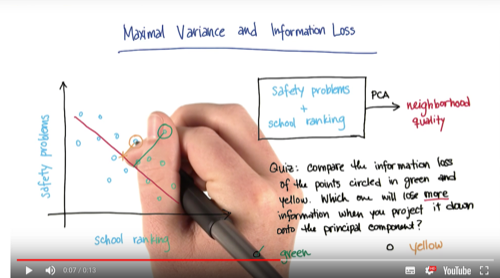 Maximal Variance and Information Loss
safety problems
+
school ranking
PCA
neighborhood
quality
safety problems
school ranking
Quiz: compare the information loss
of the points circled in green and
yellow. Which one will lose more
information when you project it down
onto the principal component?
green
yellow
0:07 / 0:13
YouTube